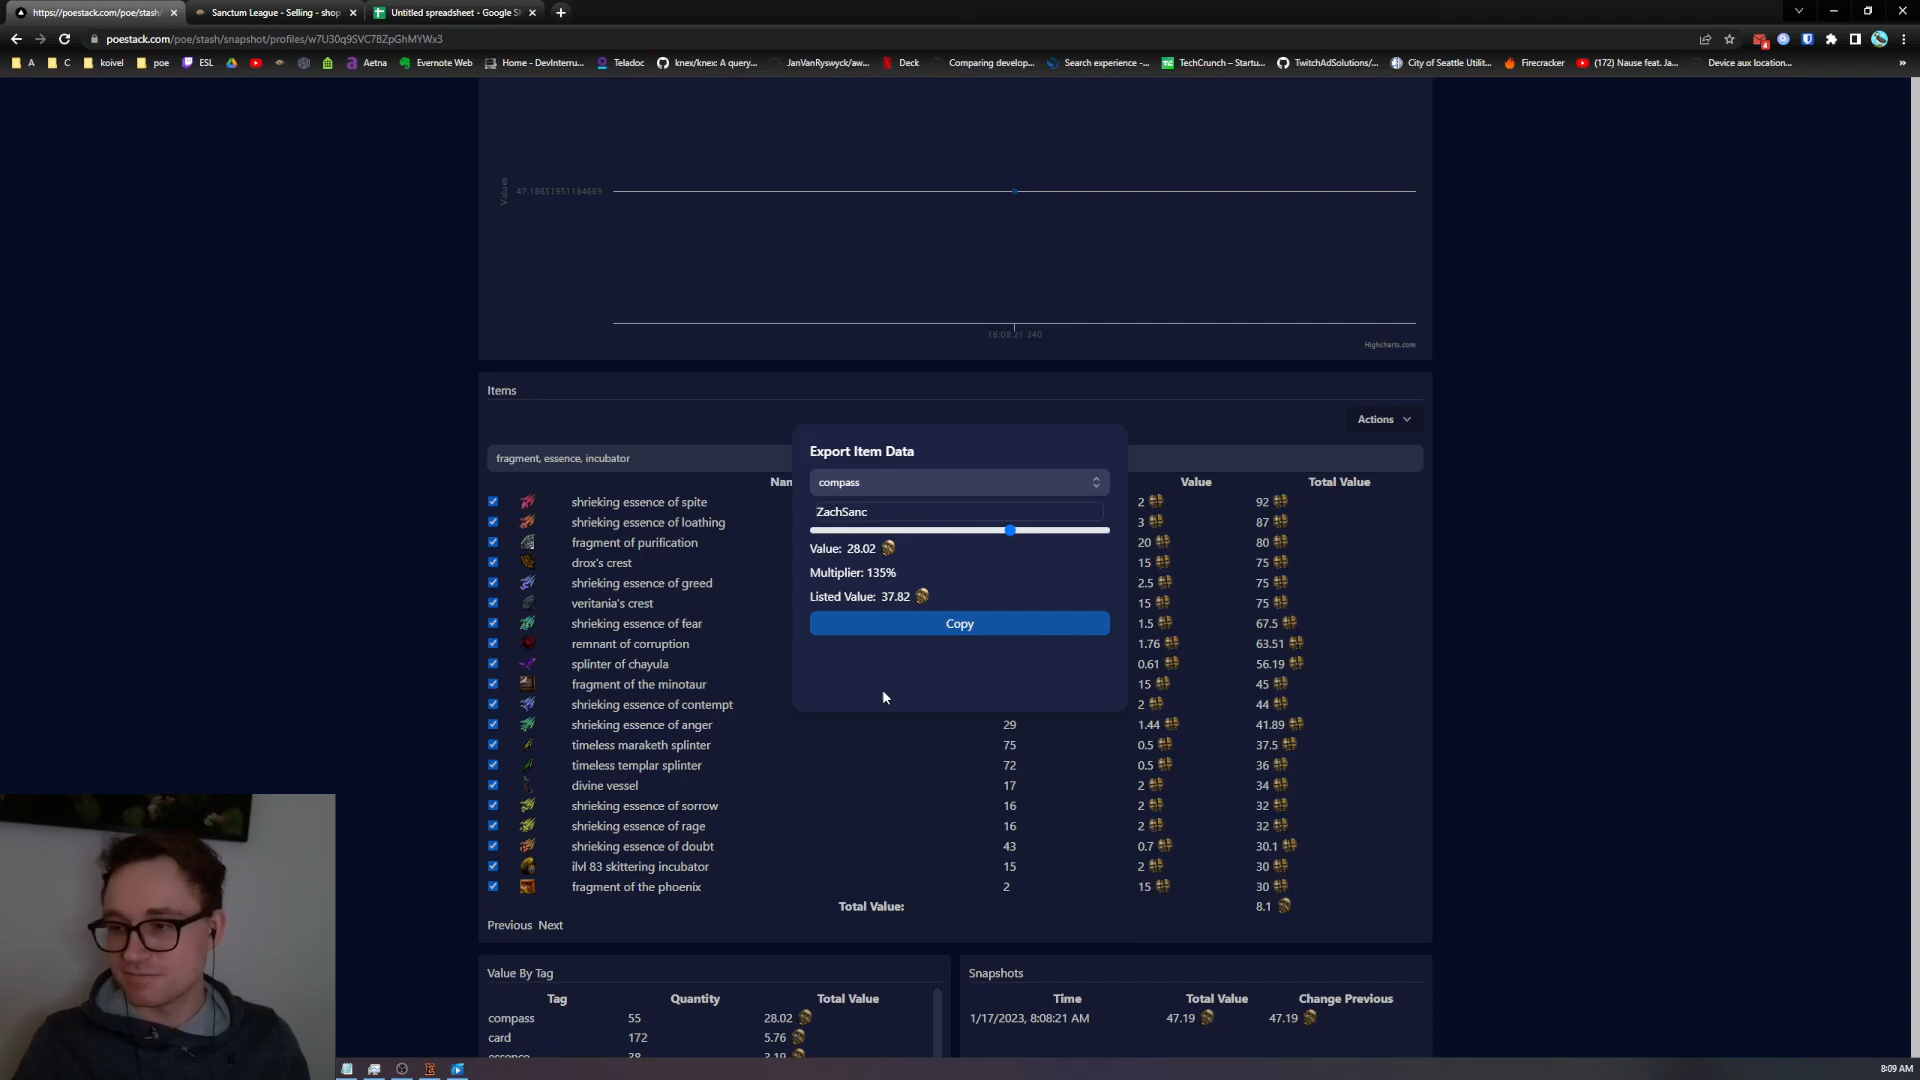 https://poestack.com/poe/stash/
Sanctum League - Selling - shop
Untitled spreadsheet - Google S
poestack.com/poe/stash/snapshot/profiles/w7U30q9SVC7BZpGhMYWx3
A
C
koivel
poe
ESL
Aetna
Evernote Web
Home - DevInterru...
Teladoc
knex/knex: A query...
JanVanRyswyck/aw...
Deck
Comparing develop...
Search experience -...
TechCrunch – Startu...
TwitchAdSolutions/...
City of Seattle Utilit...
Firecracker
(172) Nause feat. Ja...
Device aux location...
Values
47.18651951184669
16:08:21.340
Highcharts.com
Items
Actions
fragment, essence, incubator
Value
Total Value
shrieking essence of spite 2 92
shrieking essence of loathing 3 87
fragment of purification 20 80
drox's crest 15 75
shrieking essence of greed 2.5 75
veritania's crest 15 75
shrieking essence of fear 1.5 67.5
remnant of corruption 1.76 63.51
splinter of chayula 0.61 56.19
fragment of the minotaur 15 45
shrieking essence of contempt 2 44
shrieking essence of anger 29 1.44 41.89
timeless maraketh splinter 75 0.5 37.5
timeless templar splinter 72 0.5 36
divine vessel 17 2 34
shrieking essence of sorrow 16 2 32
shrieking essence of rage 16 2 32
shrieking essence of doubt 43 0.7 30.1
ilvl 83 skittering incubator 15 2 30
fragment of the phoenix 2 15 30
Total Value: 8.1
Previous Next
Export Item Data
compass
ZachSanc
Value: 28.02
Multiplier: 135%
Listed Value: 37.82
Copy
Value By Tag
Tag Quantity Total Value
compass 55 28.02
card 172 5.76
Snapshots
Time Total Value Change Previous
1/17/2023, 8:08:21 AM 47.19 47.19
8:09 AM